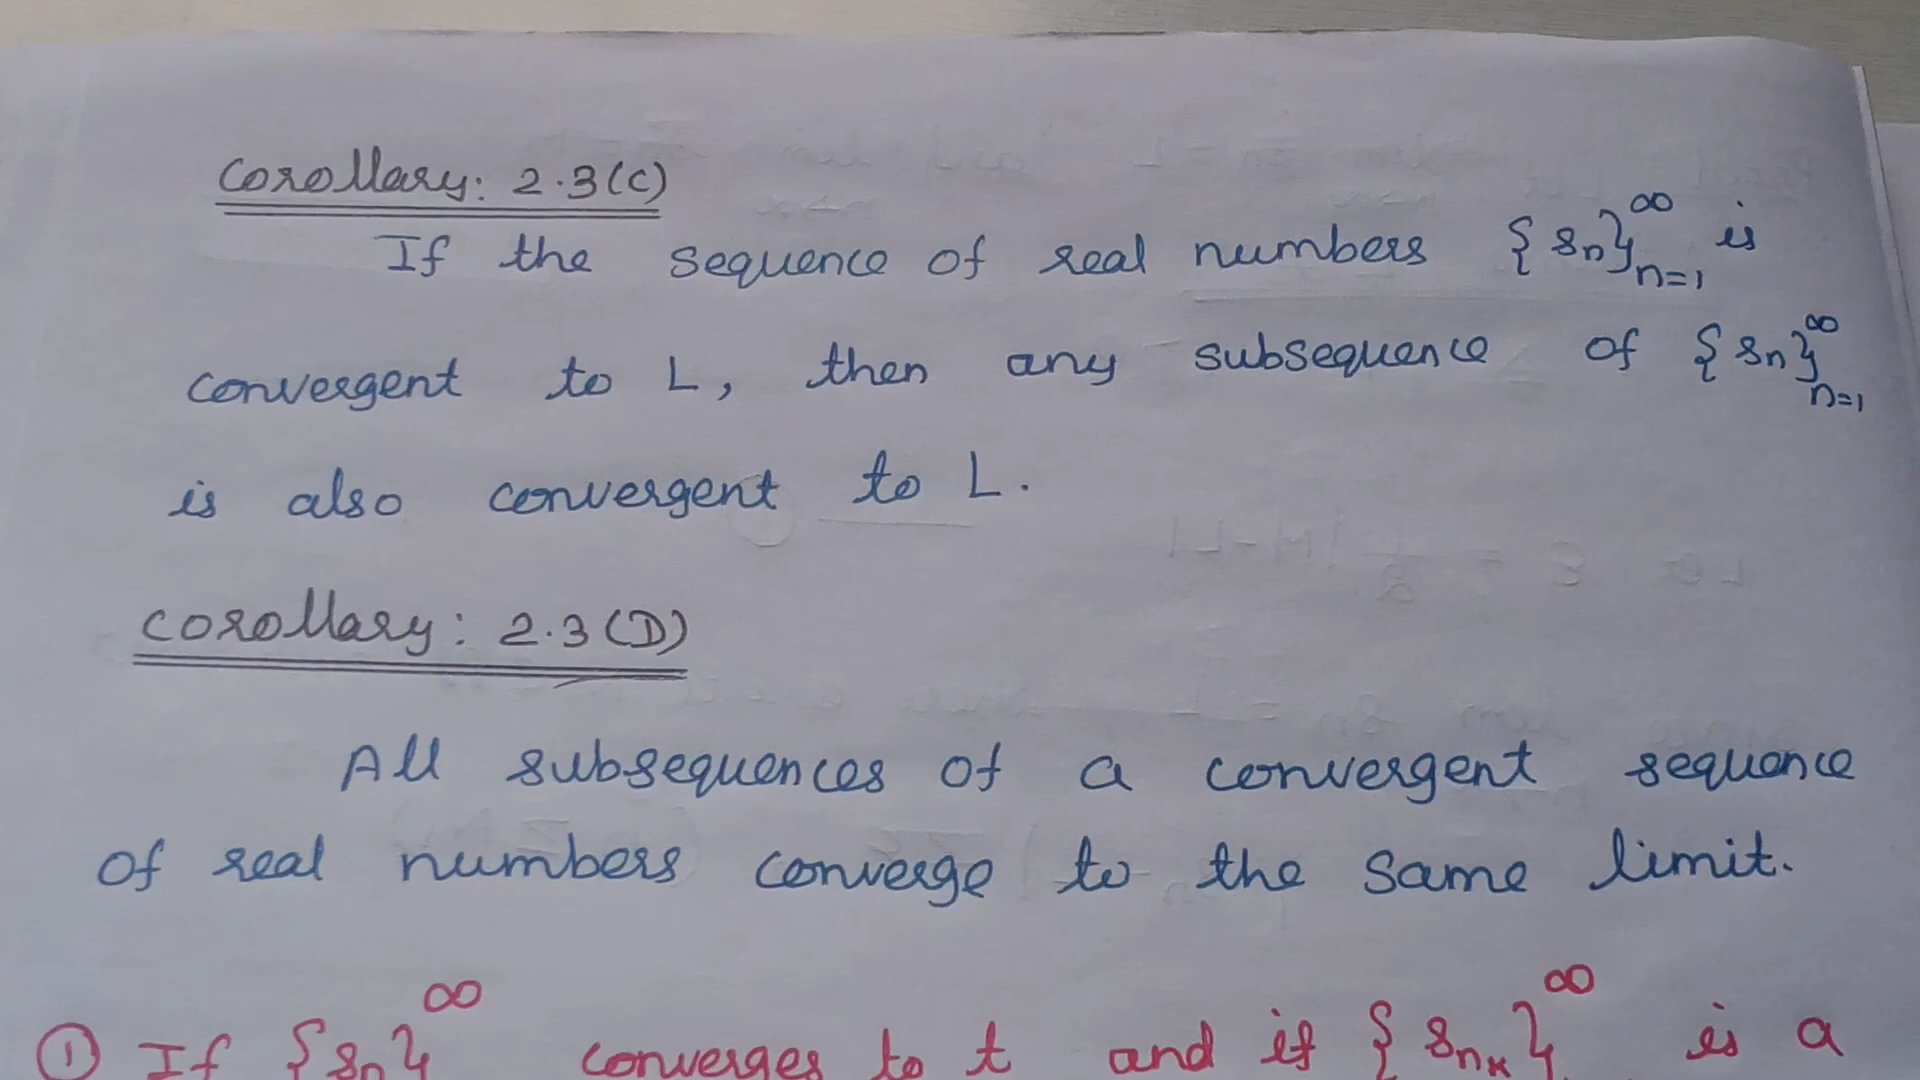 Corollary: 2.3(C)
If the sequence of real numbers {sn}∞n=1 is
convergent to L, then any subsequence of {sn}∞n=1
is also convergent to L.
Corollary: 2.3(D)
All subsequences of a convergent sequence
of real numbers converge to the same limit.
① If {sn}∞ converges to t and if {snk}∞ is a